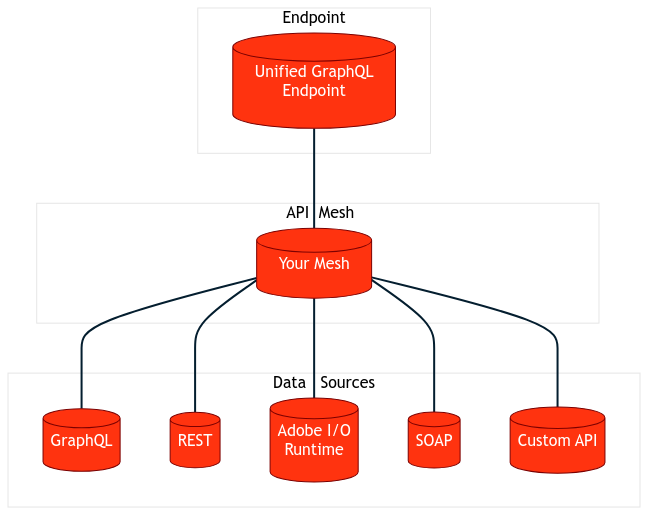 Endpoint
Unified GraphQL
Endpoint
API Mesh
Your Mesh
Data Sources
GraphQL
REST
Adobe I/O
Runtime
SOAP
Custom API